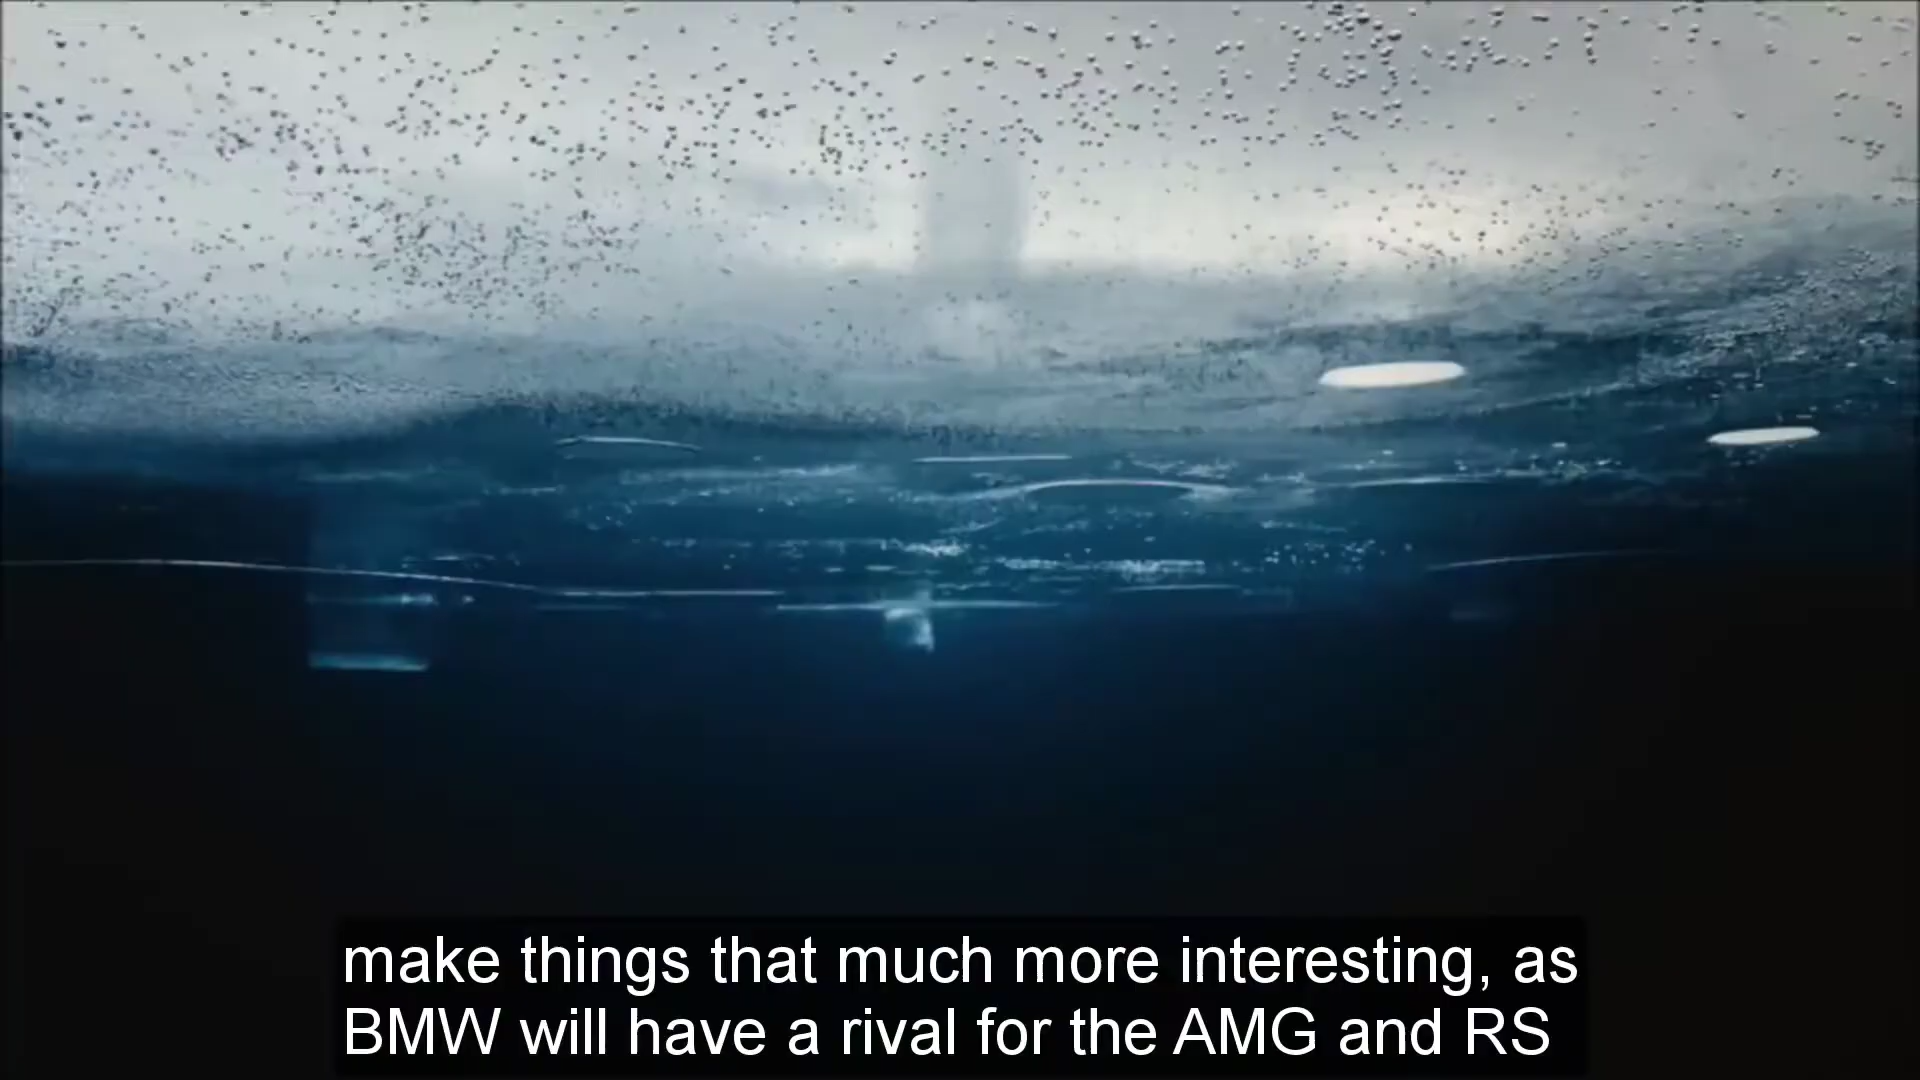 make things that much more interesting, as
BMW will have a rival for the AMG and RS